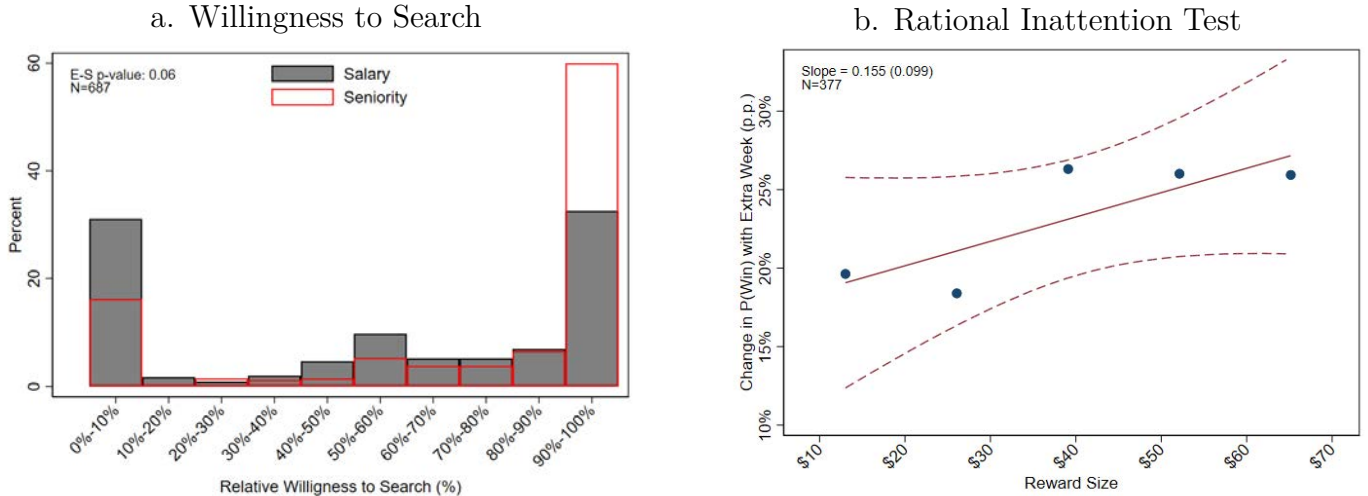 a. Willingness to Search
E-S p-value: 0.06
N=687
Salary
Seniority
Percent
60
40
20
0
0%-10%
10%-20%
20%-30%
30%-40%
40%-50%
50%-60%
60%-70%
70%-80%
80%-90%
90%-100%
Relative Willigness to Search (%)
b. Rational Inattention Test
Slope = 0.155 (0.099)
N=377
Change in P(Win) with Extra Week (p.p.)
30%
25%
20%
15%
10%
$10
$20
$30
$40
$50
$60
$70
Reward Size